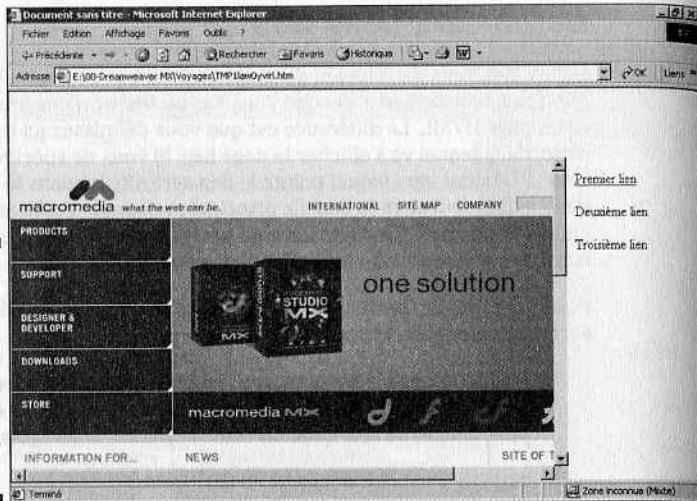 Document sans titre - Microsoft Internet Explorer
Fichier Edition Affichage Favoris Outils ?
Précédente Rechercher Favoris Historique
Adresse E:\00-Dreamweaver MX\Voyages\TMP1lawOyvirl.htm OK Liens
macromedia what the web can be. INTERNATIONAL SITE MAP COMPANY
PRODUCTS
SUPPORT
DESIGNER &
DEVELOPER
DOWNLOADS
STORE
one solution
STUDIO
MX
MX
macromedia MX
INFORMATION FOR... NEWS SITE OF T
Premier lien
Deuxième lien
Troisième lien
Terminé Zone inconnue (Mixte)